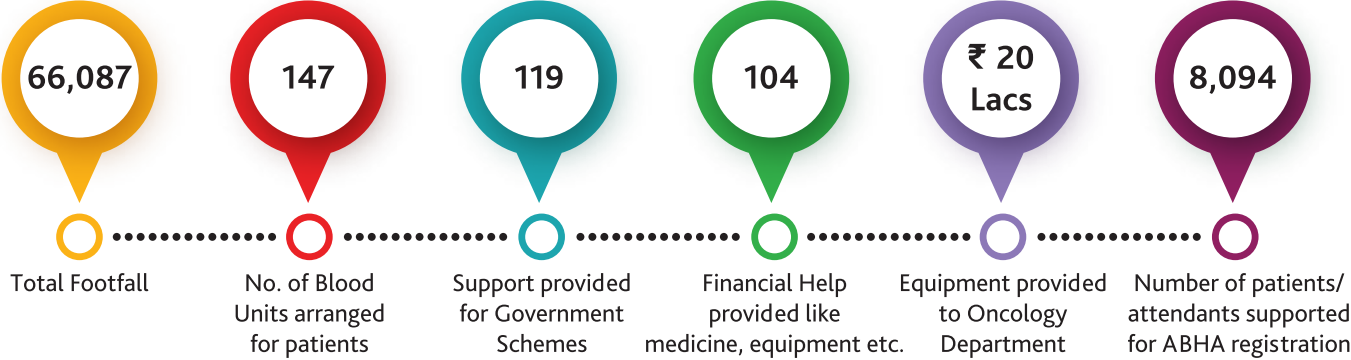 66,087
Total Footfall
147
No. of Blood
Units arranged
for patients
119
Support provided
for Government
Schemes
104
Financial Help
provided like
medicine, equipment etc.
₹ 20
Lacs
Equipment provided
to Oncology
Department
8,094
Number of patients/
attendants supported
for ABHA registration